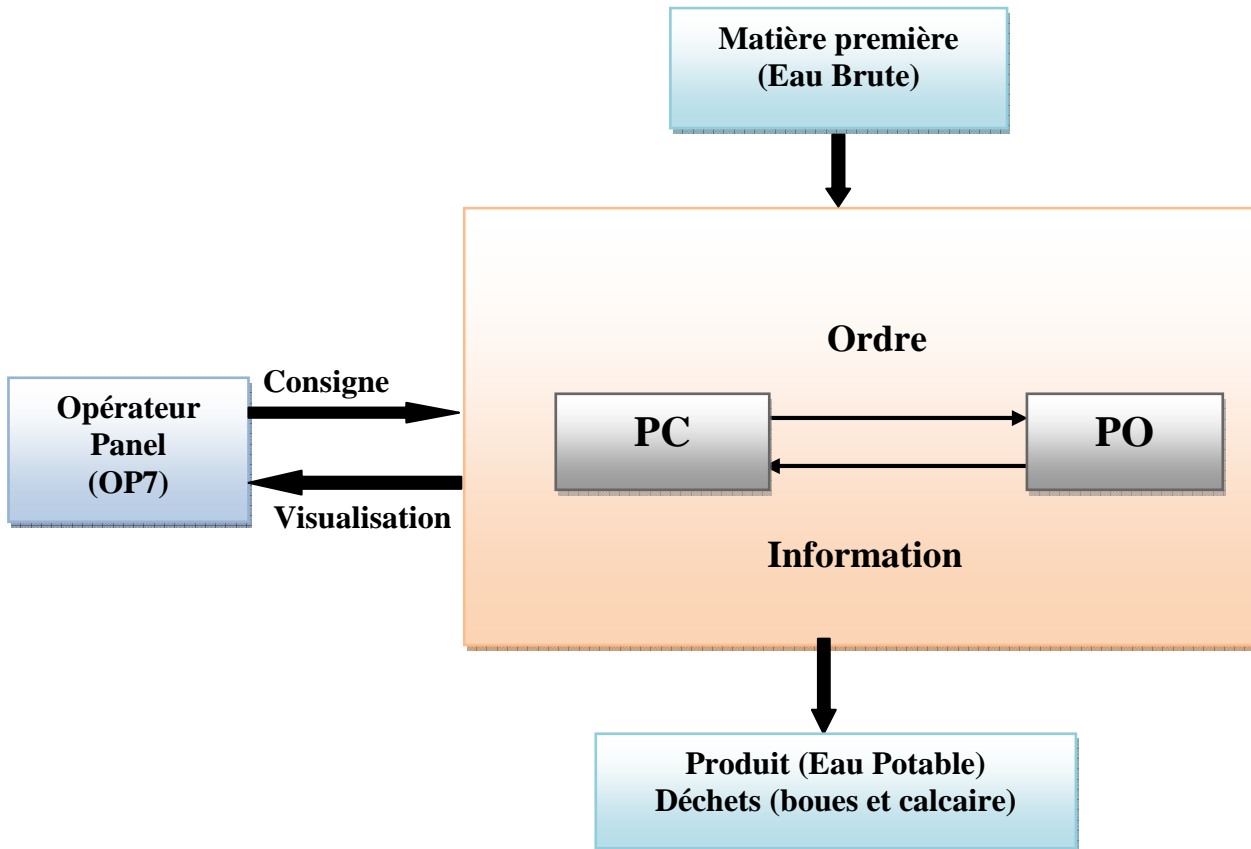 Matière première
(Eau Brute)
Ordre
Consigne
Opérateur
Panel
(OP7)
PC
PO
Visualisation
Information
Produit (Eau Potable)
Déchets (boues et calcaire)